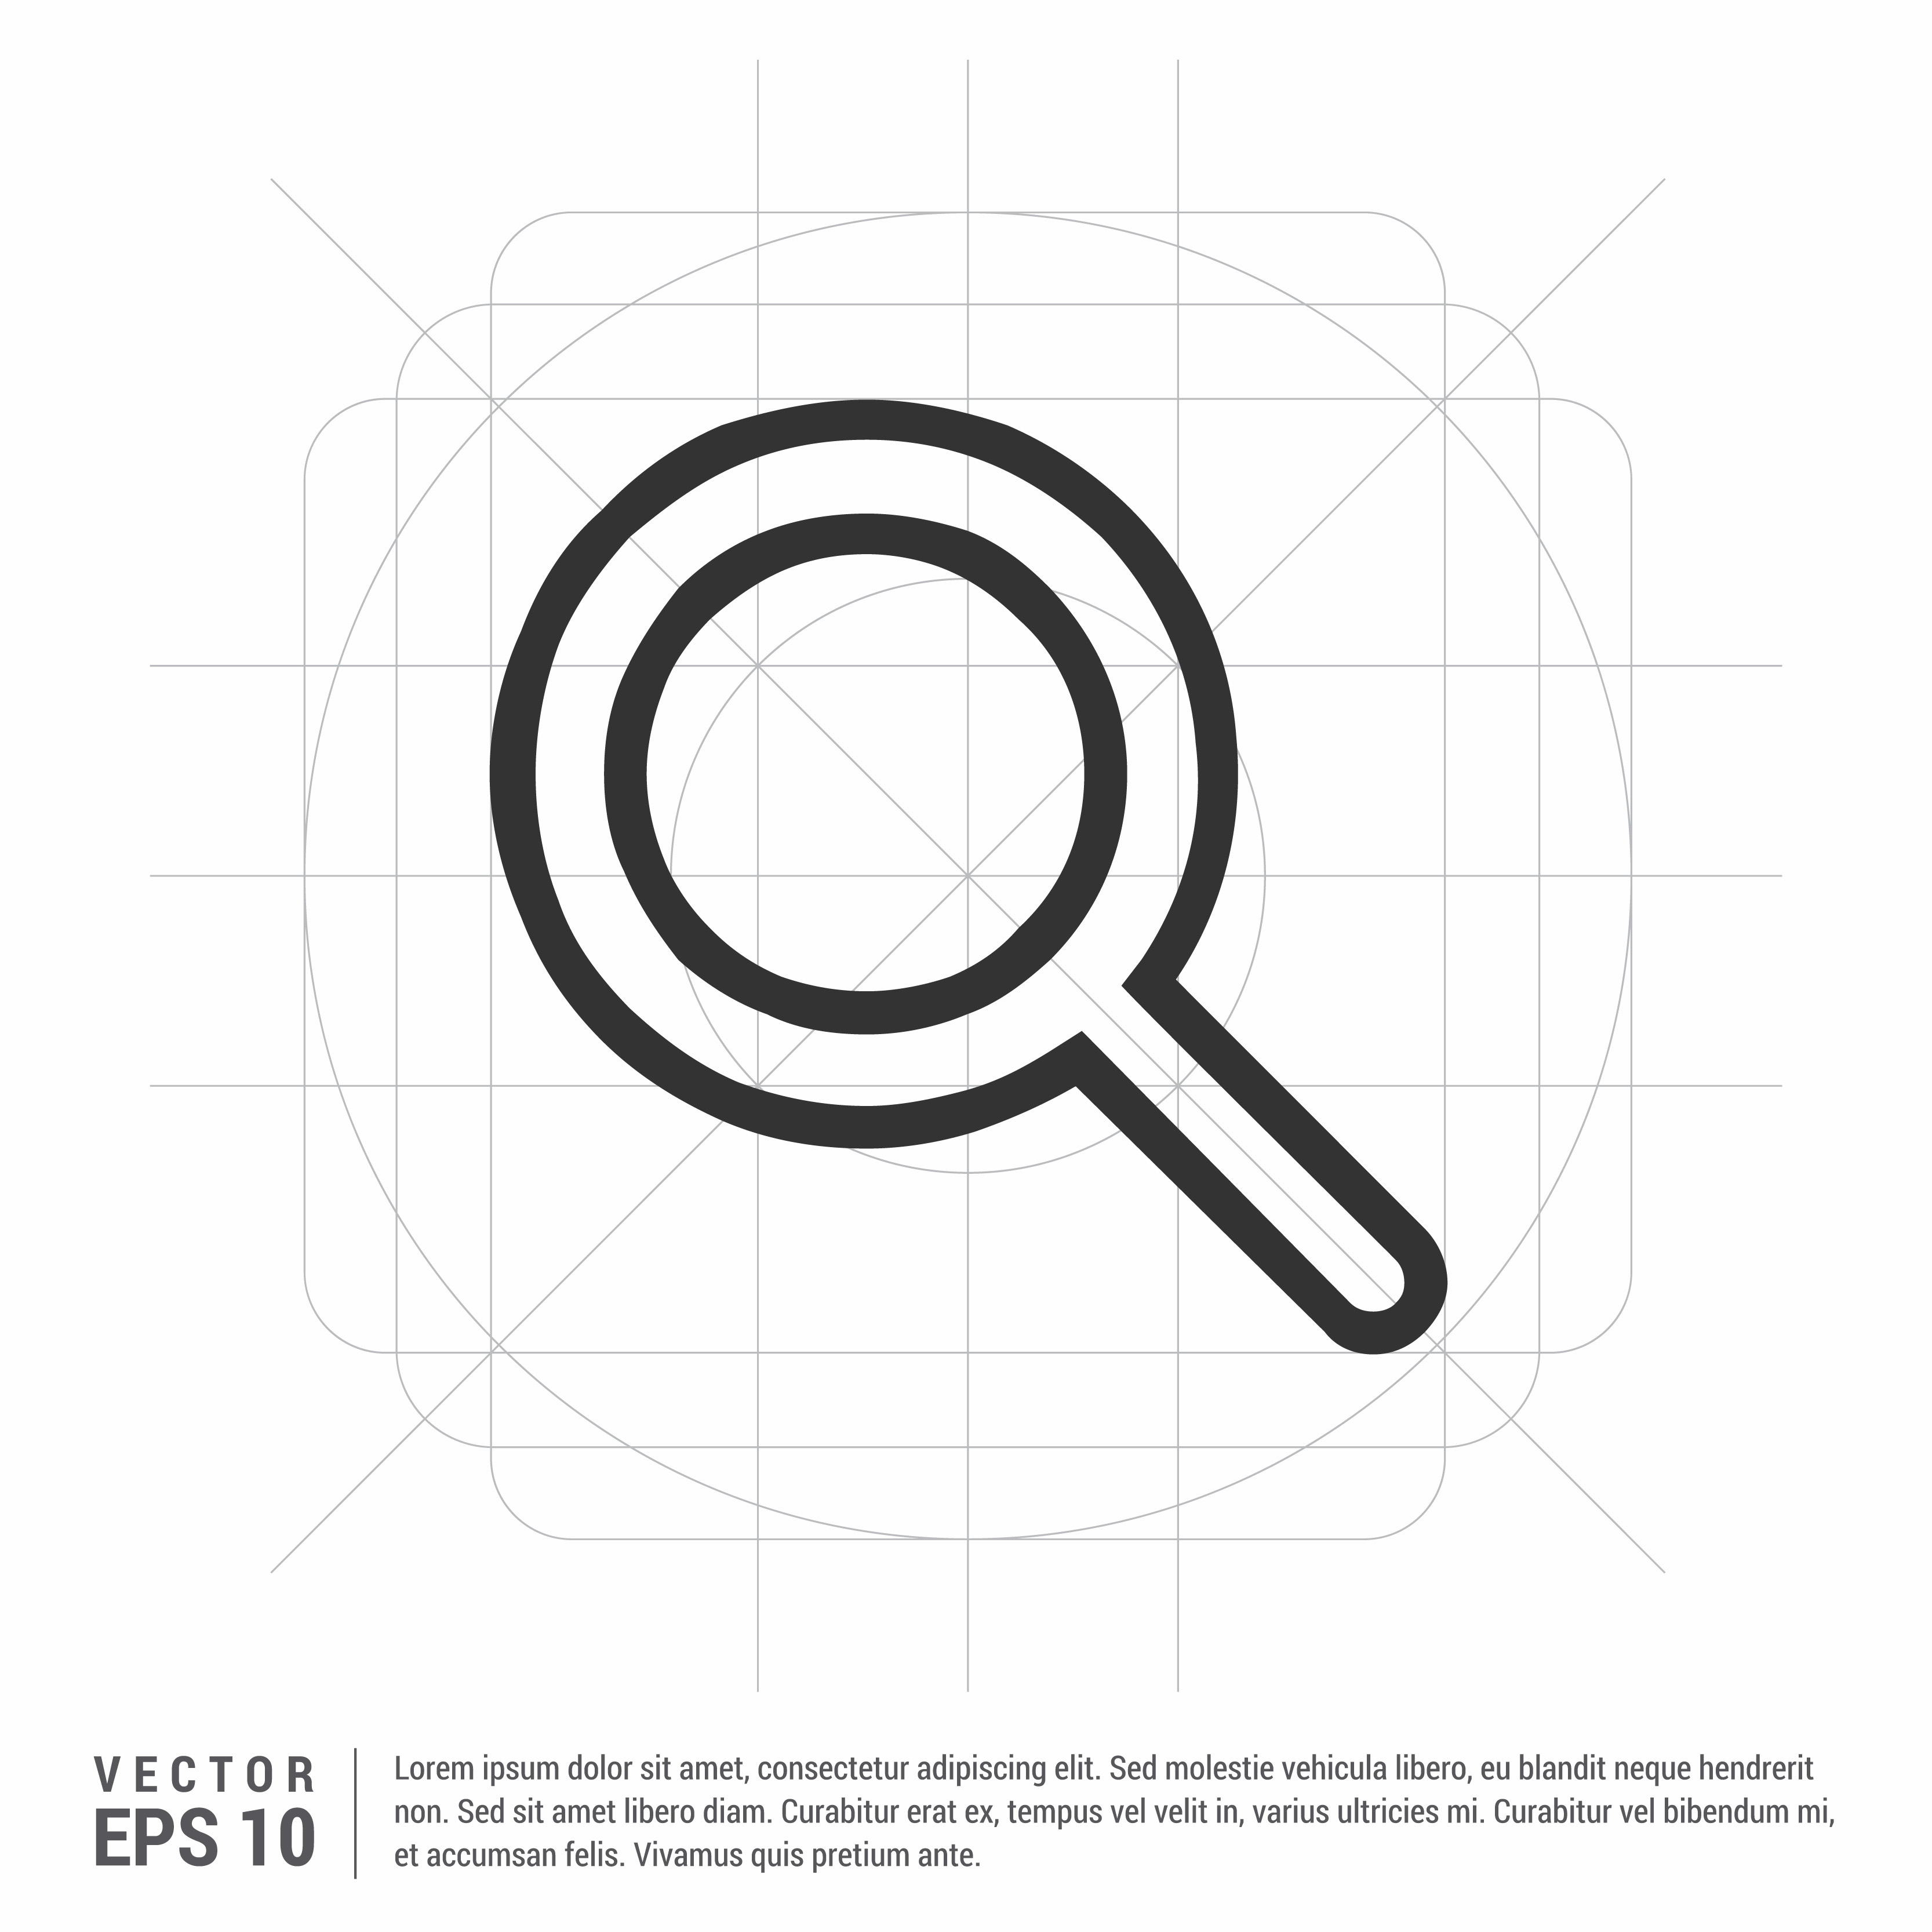 VECTOR
EPS 10
Lorem ipsum dolor sit amet, consectetur adipiscing elit. Sed molestie vehicula libero, eu blandit neque hendrerit
non. Sed sit amet libero diam. Curabitur erat ex, tempus vel velit in, varius ultricies mi. Curabitur vel bibendum mi,
et accumsan felis. Vivamus quis pretium ante.